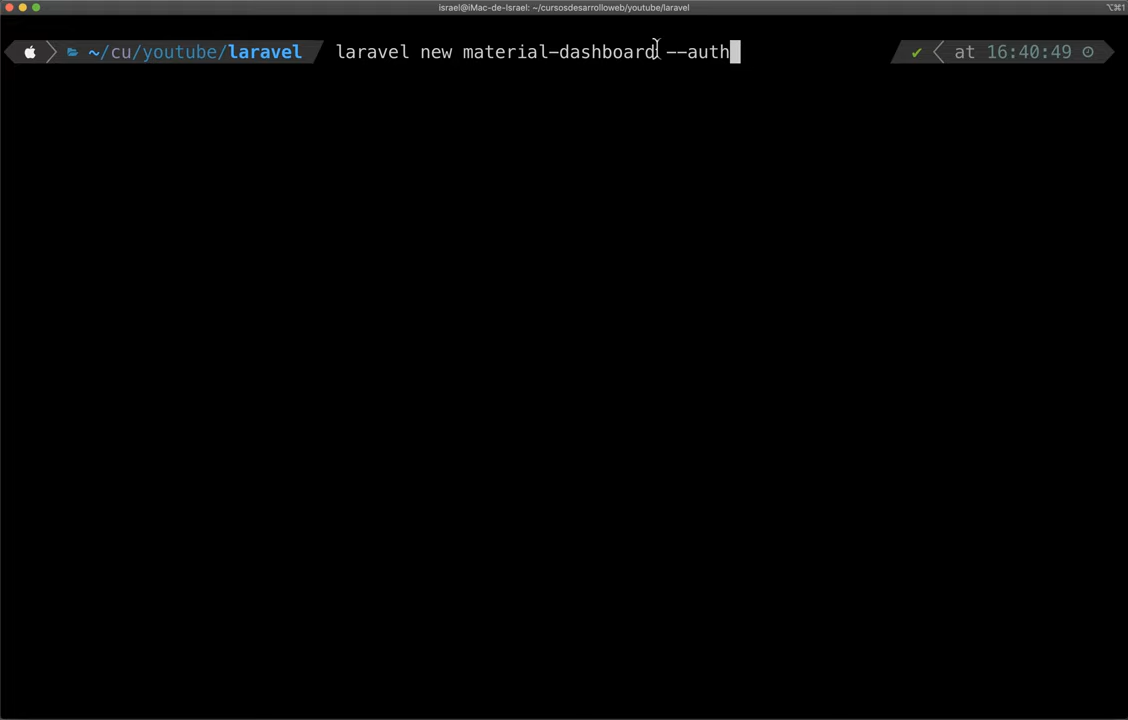 israel@iMac-de-Israel: ~/cursosdesarrolloweb/youtube/laravel
⌥⌘1
~/cu/youtube/laravel laravel new material-dashboard --auth ✔ at 16:40:49